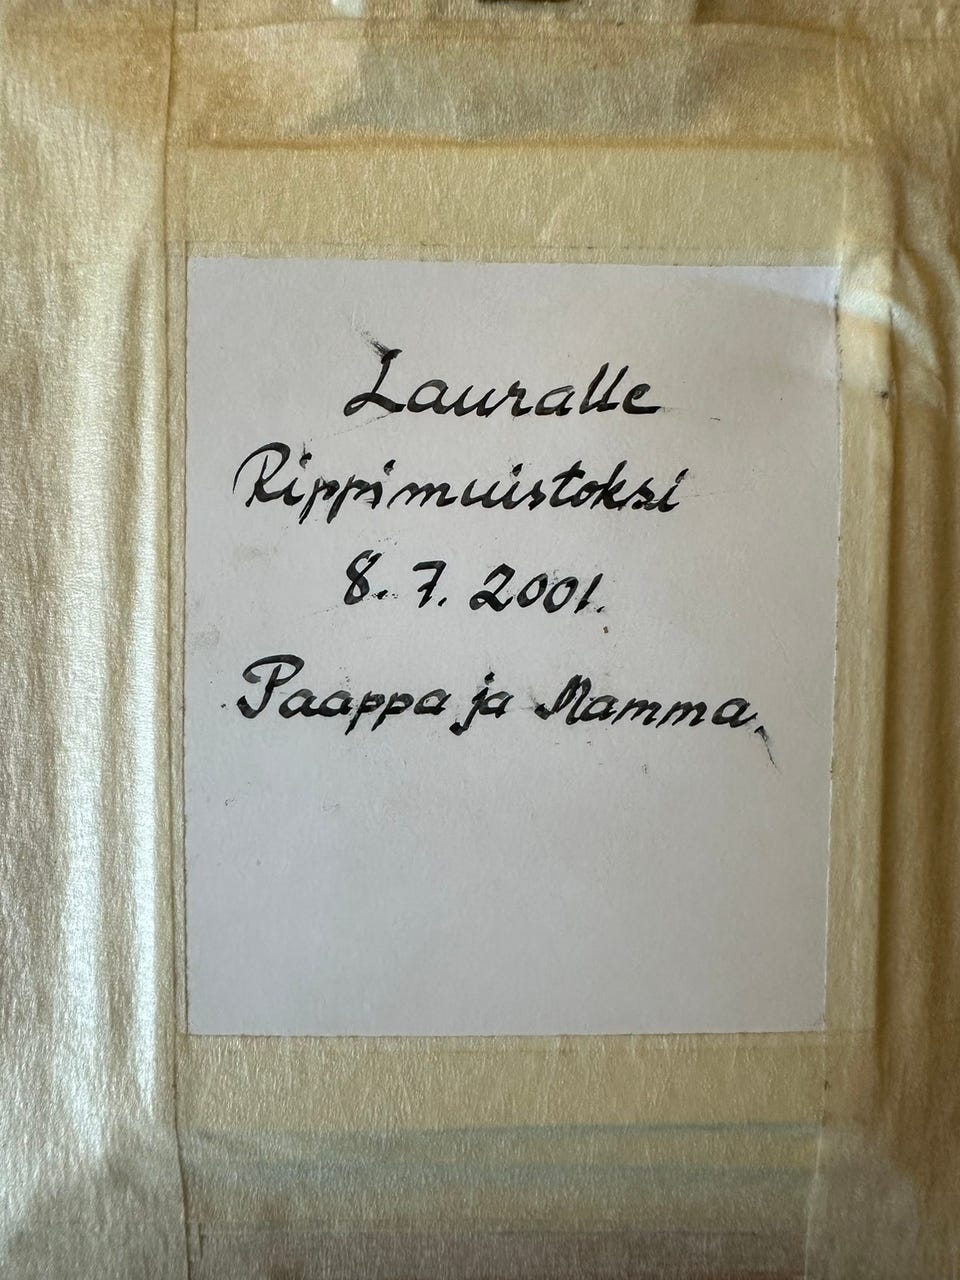 Lauralle
Rippimuistoksi
8. 7. 2001.
Paappa ja Mamma.